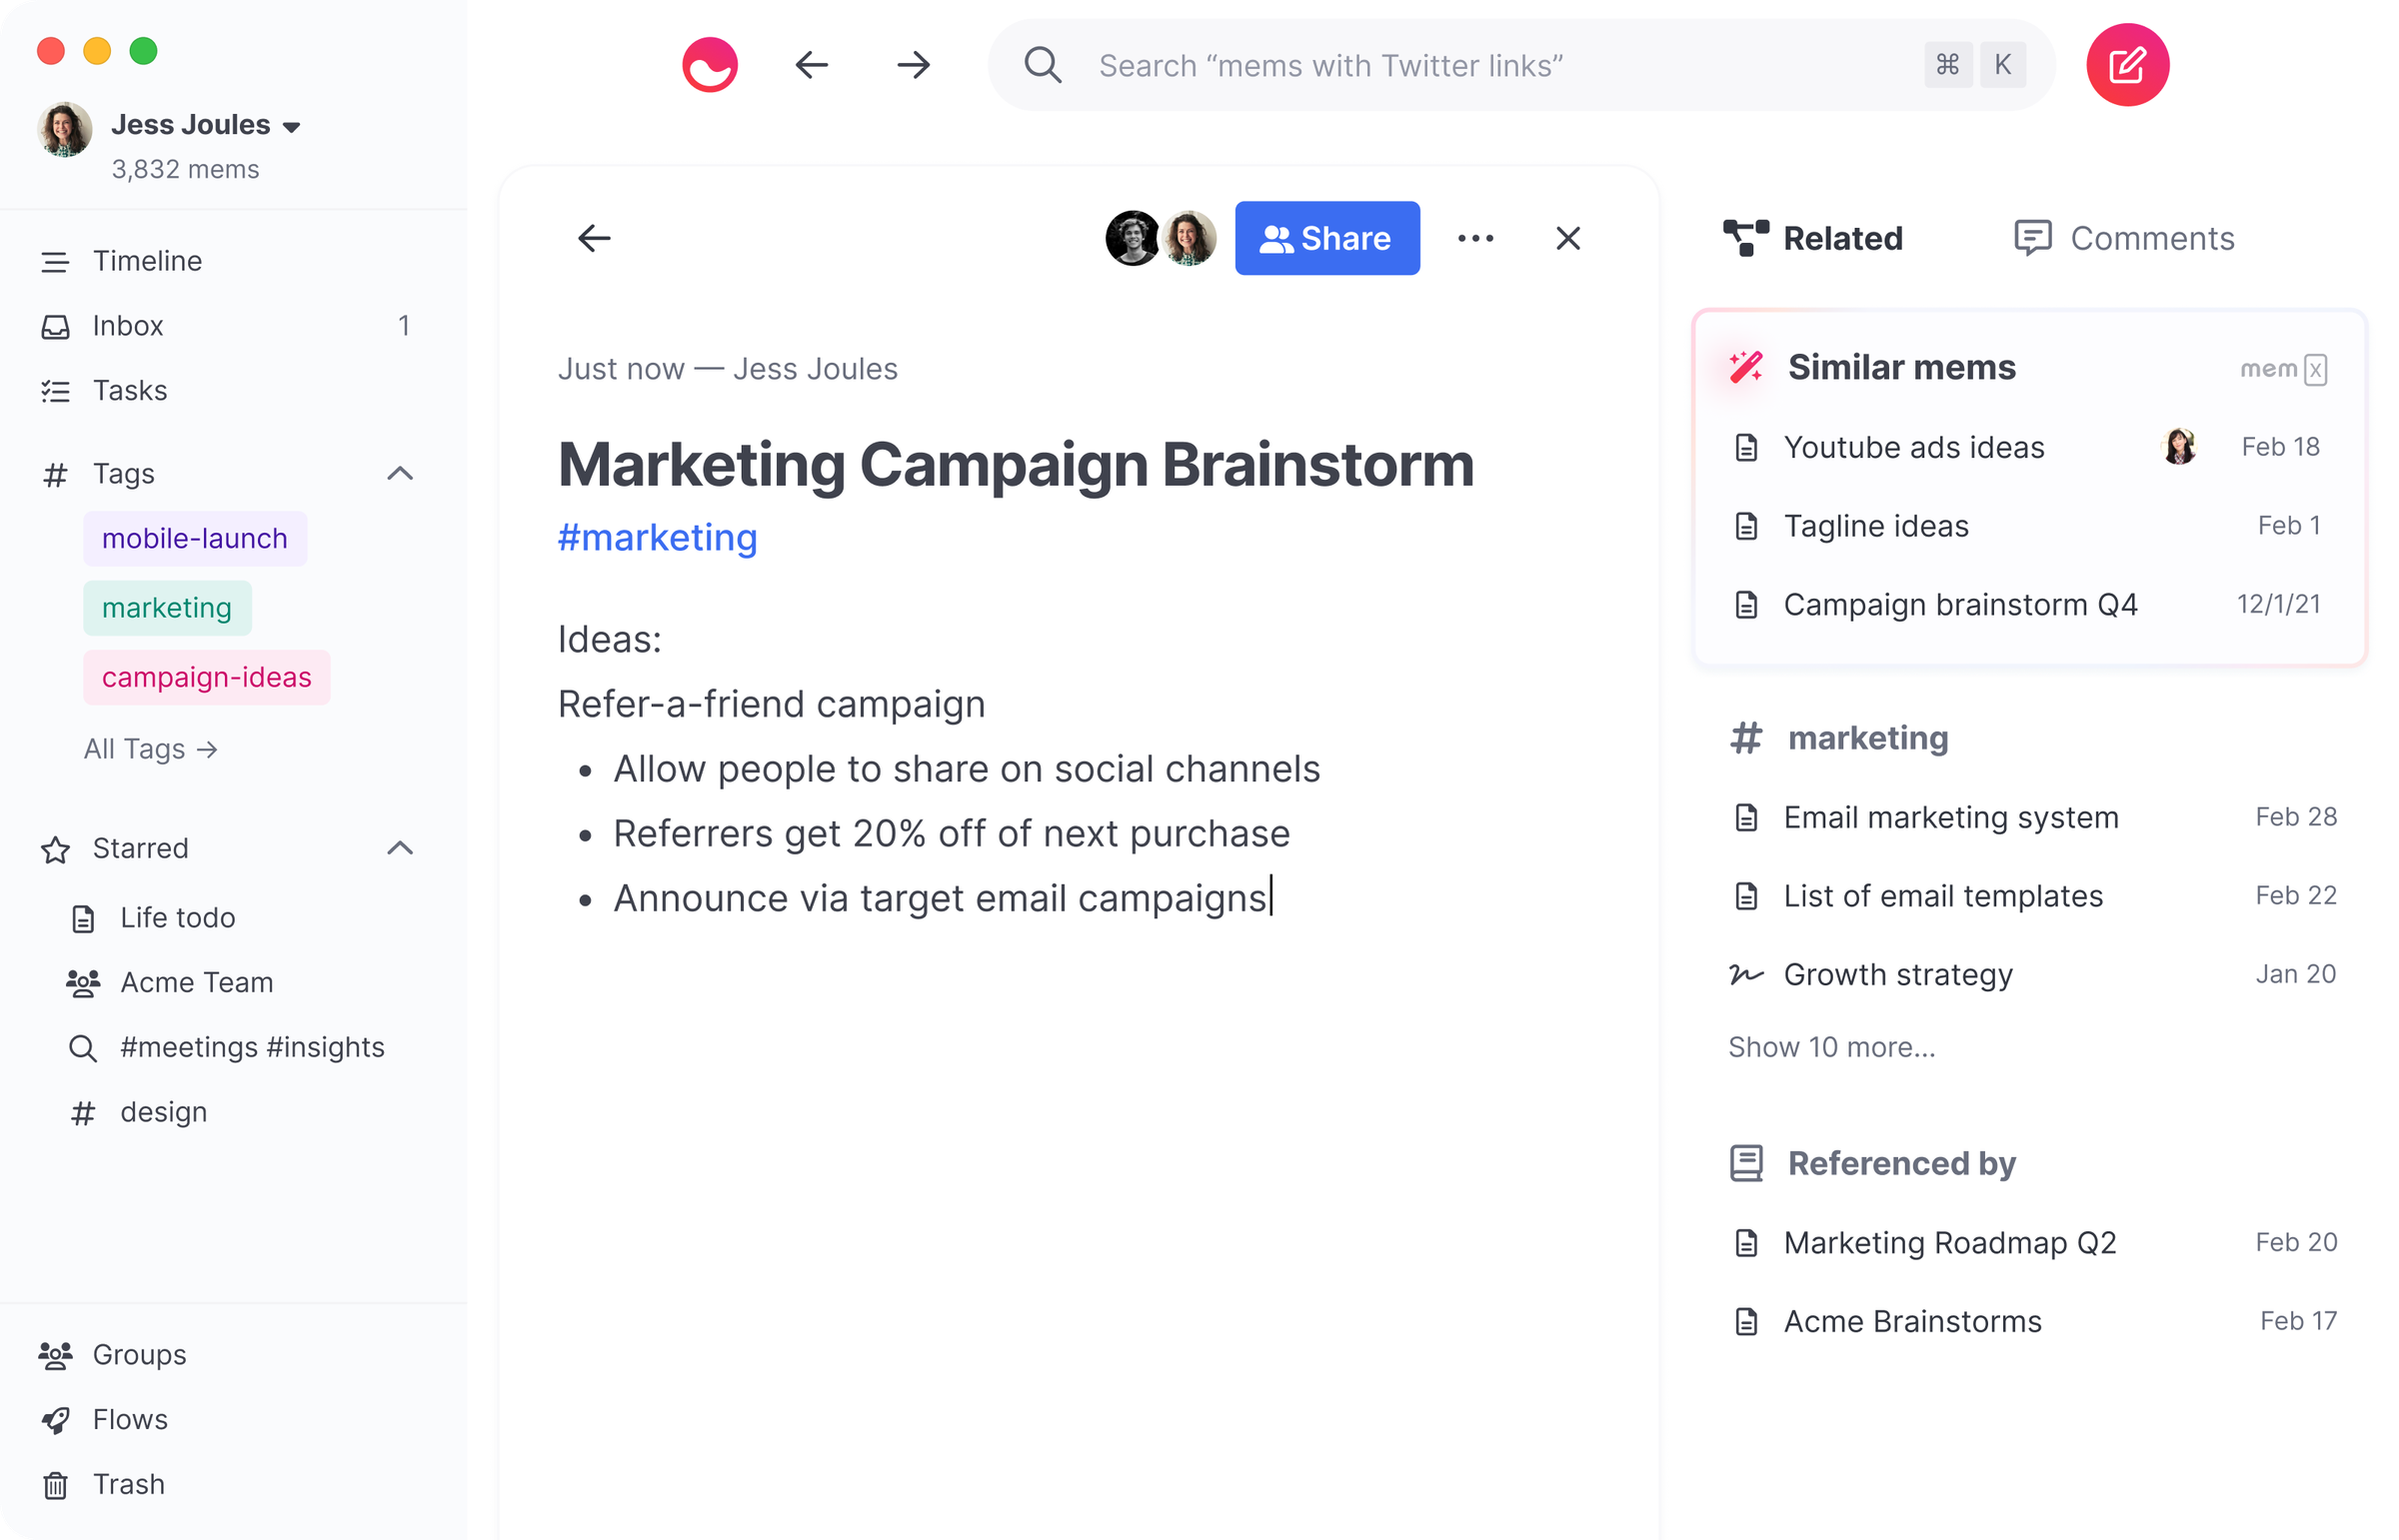 Jess Joules
3,832 mems
Timeline
Inbox 1
Tasks
Tags
mobile-launch
marketing
campaign-ideas
All Tags →
Starred
Life todo
Acme Team
#meetings #insights
# design
Groups
Flows
Trash
Search “mems with Twitter links” ⌘ K
Share
Just now — Jess Joules
Marketing Campaign Brainstorm
#marketing
Ideas:
Refer-a-friend campaign
• Allow people to share on social channels
• Referrers get 20% off of next purchase
• Announce via target email campaigns
Related Comments
Similar mems mem X
Youtube ads ideas Feb 18
Tagline ideas Feb 1
Campaign brainstorm Q4 12/1/21
# marketing
Email marketing system Feb 28
List of email templates Feb 22
Growth strategy Jan 20
Show 10 more...
Referenced by
Marketing Roadmap Q2 Feb 20
Acme Brainstorms Feb 17